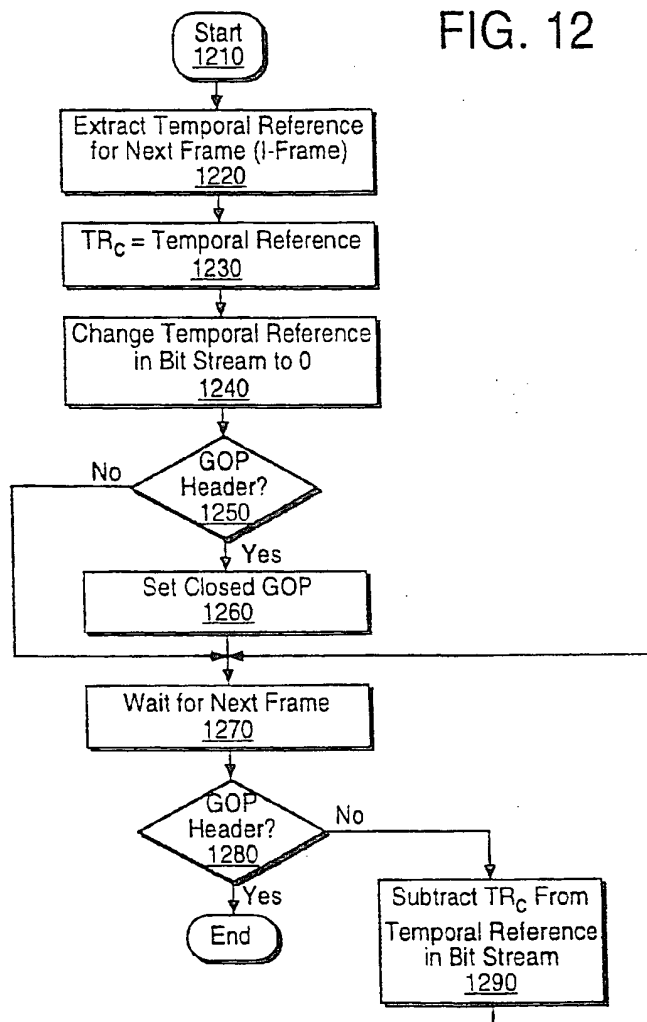 FIG. 12
Start
1210
Extract Temporal Reference
for Next Frame (I-Frame)
1220
TRC = Temporal Reference
1230
Change Temporal Reference
in Bit Stream to 0
1240
GOP
Header?
1250
No
Yes
Set Closed GOP
1260
Wait for Next Frame
1270
GOP
Header?
1280
No
Yes
End
Subtract TRC From
Temporal Reference
in Bit Stream
1290